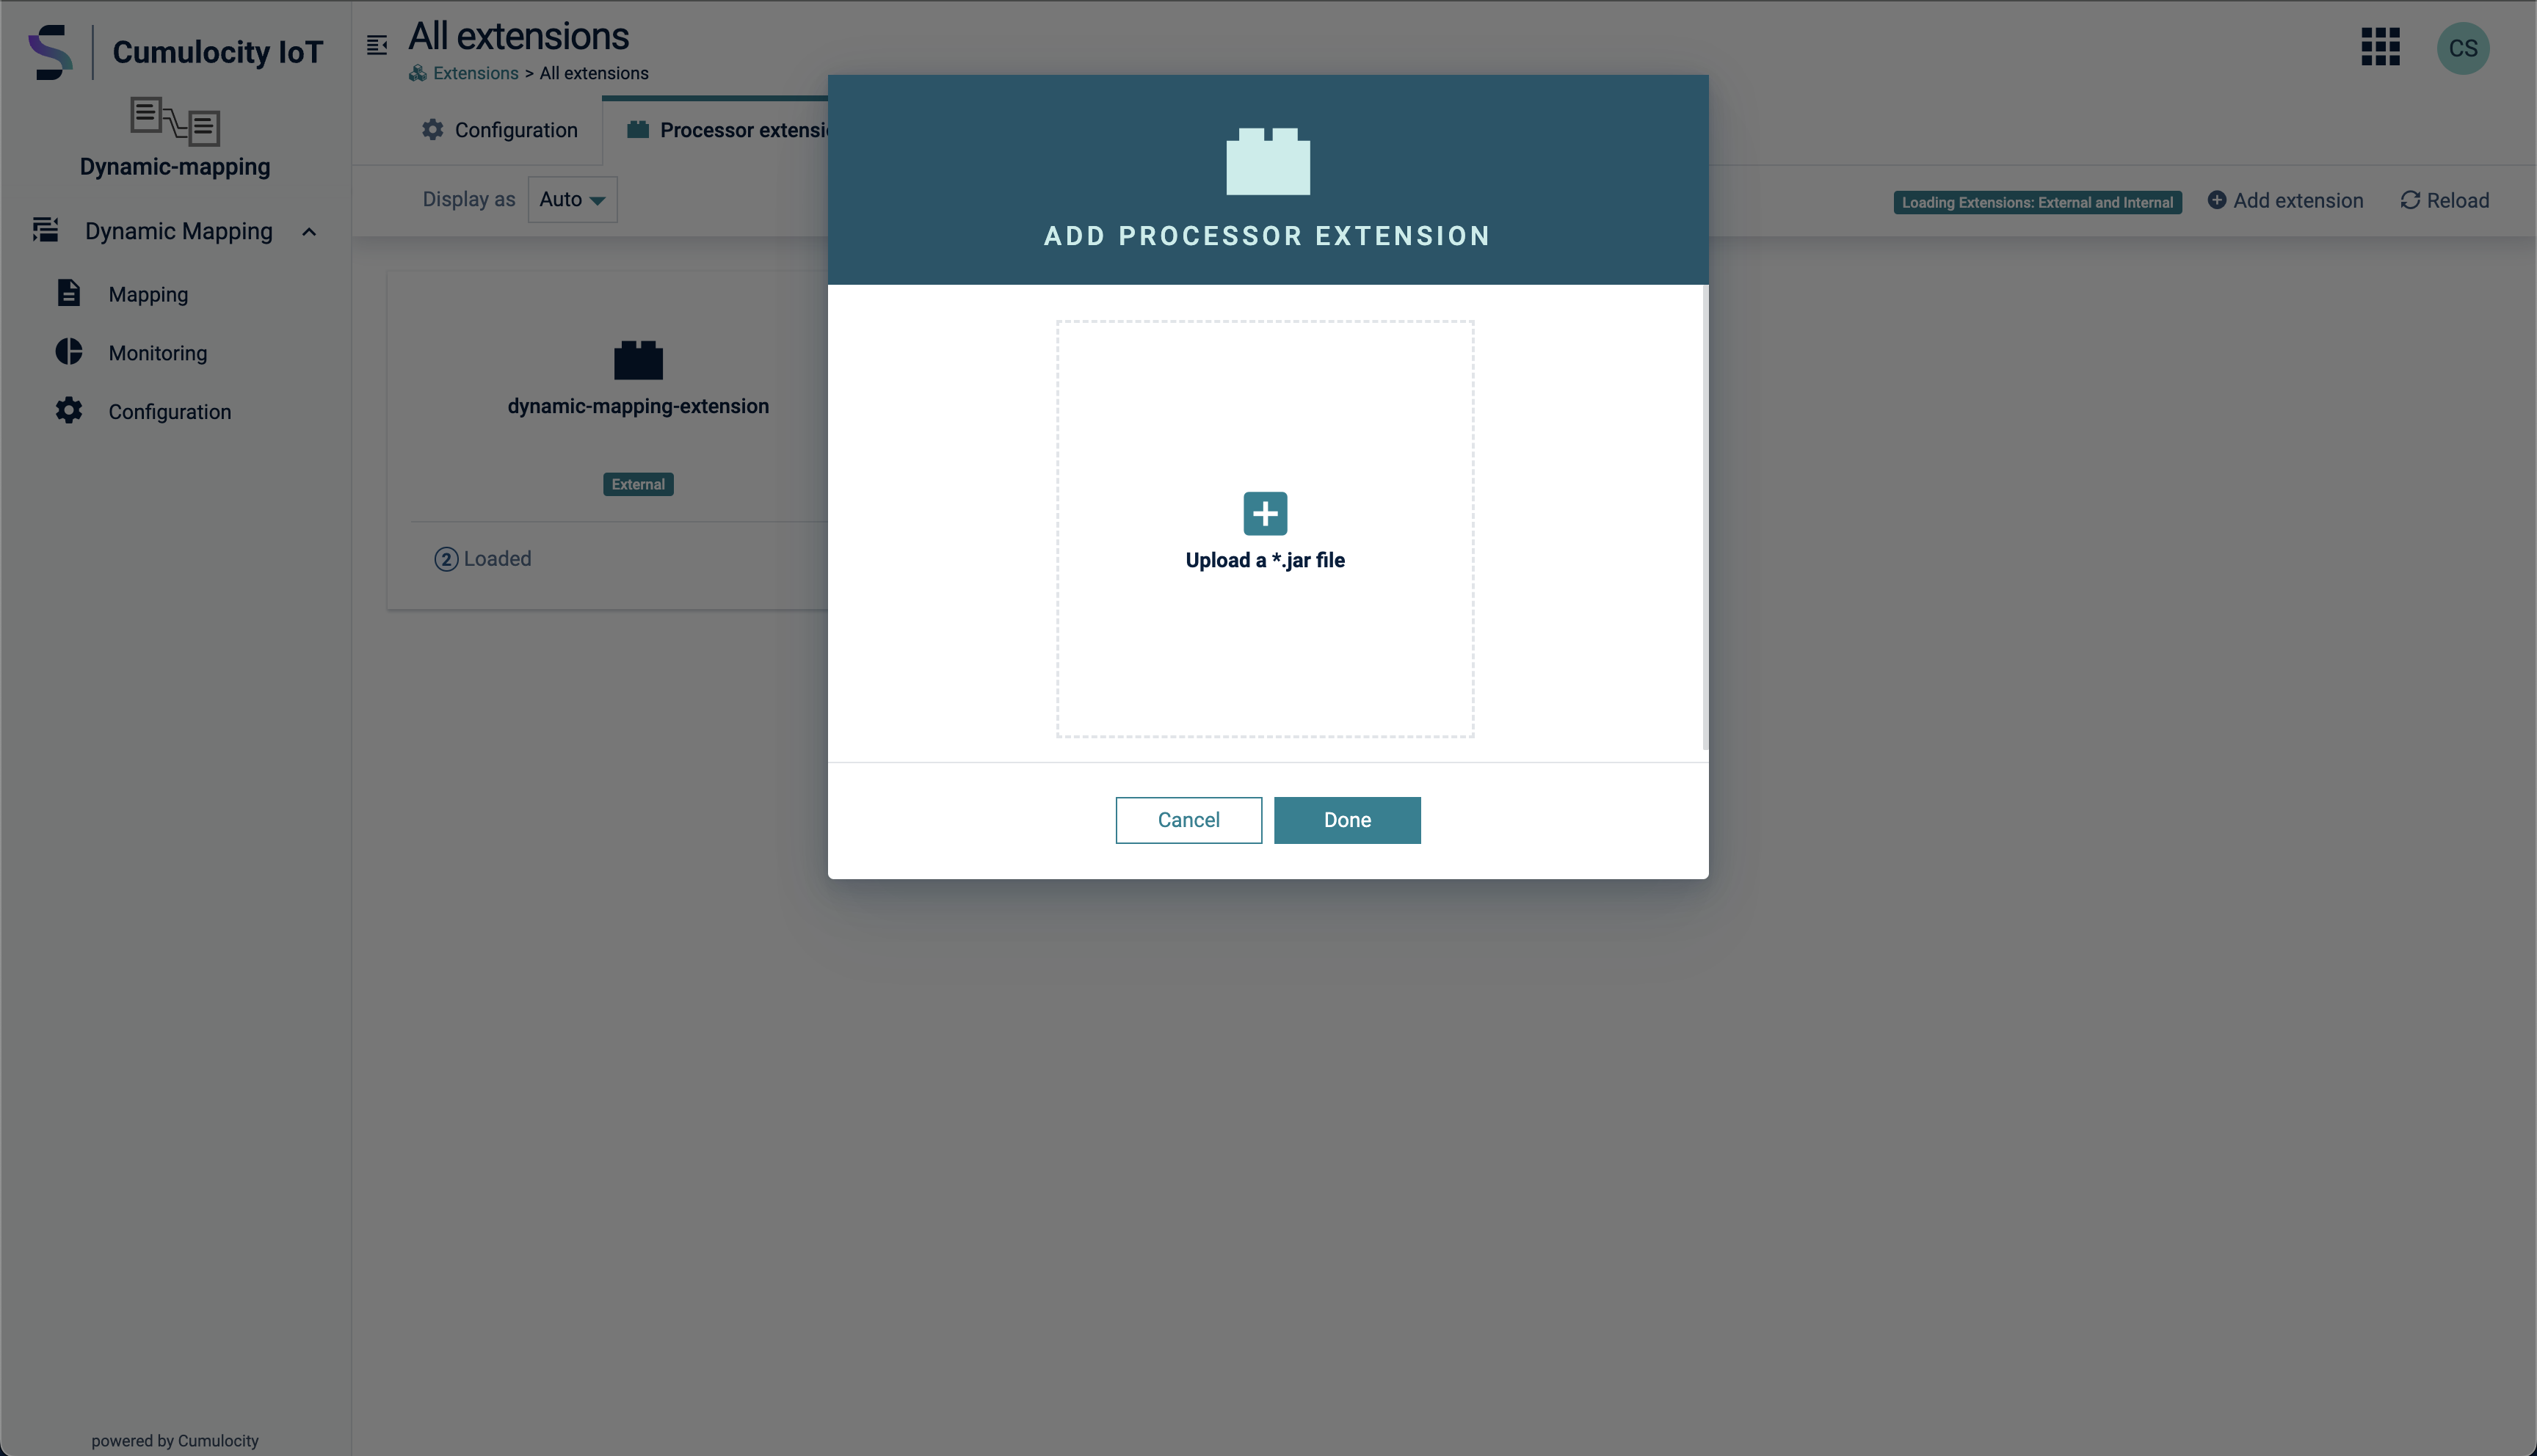 Cumulocity IoT
Dynamic-mapping
Dynamic Mapping
Mapping
Monitoring
Configuration
powered by Cumulocity
All extensions
Extensions > All extensions
CS
Configuration
Processor extensi
Display as
Auto
Loading Extensions: External and Internal
Add extension
Reload
dynamic-mapping-extension
External
2 Loaded
ADD PROCESSOR EXTENSION
Upload a *.jar file
Cancel
Done